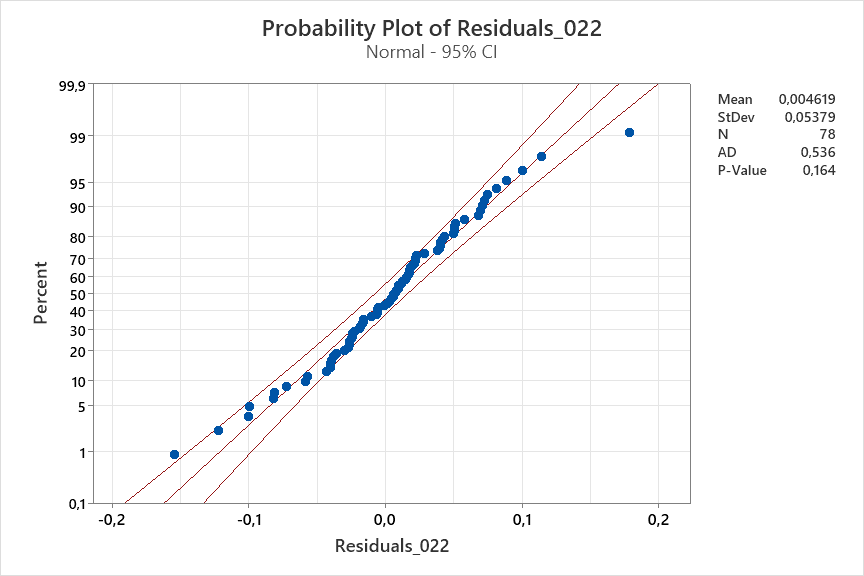 Probability Plot of Residuals_022
Normal - 95% CI
Mean 0,004619
StDev 0,05379
N 78
AD 0,536
P-Value 0,164
Percent
99,9
99
95
90
80
70
60
50
40
30
20
10
5
1
0,1
-0,2 -0,1 0,0 0,1 0,2
Residuals_022